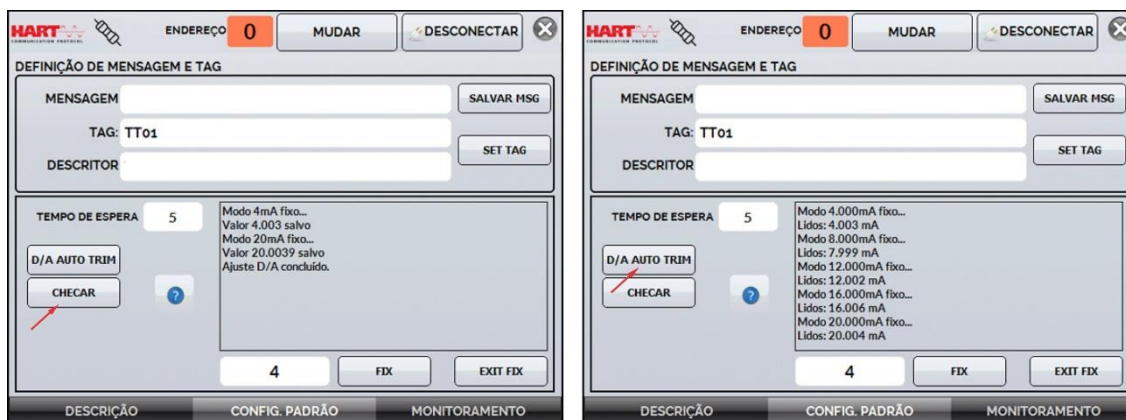 HART
COMMUNICATION PROTOCOL
ENDEREÇO 0 MUDAR DESCONECTAR
DEFINIÇÃO DE MENSAGEM E TAG
MENSAGEM SALVAR MSG
TAG: TT01
SET TAG
DESCRITOR
TEMPO DE ESPERA 5
D/A AUTO TRIM
CHECAR
?
Modo 4mA fixo...
Valor 4.003 salvo
Modo 20mA fixo...
Valor 20.0039 salvo
Ajuste D/A concluído.
4 FIX EXIT FIX
DESCRIÇÃO CONFIG. PADRÃO MONITORAMENTO
HART
COMMUNICATION PROTOCOL
ENDEREÇO 0 MUDAR DESCONECTAR
DEFINIÇÃO DE MENSAGEM E TAG
MENSAGEM SALVAR MSG
TAG: TT01
SET TAG
DESCRITOR
TEMPO DE ESPERA 5
D/A AUTO TRIM
CHECAR
?
Modo 4.000mA fixo...
Lidos: 4.003 mA
Modo 8.000mA fixo...
Lidos: 7.999 mA
Modo 12.000mA fixo...
Lidos: 12.002 mA
Modo 16.000mA fixo...
Lidos: 16.006 mA
Modo 20.000mA fixo...
Lidos: 20.004 mA
4 FIX EXIT FIX
DESCRIÇÃO CONFIG. PADRÃO MONITORAMENTO